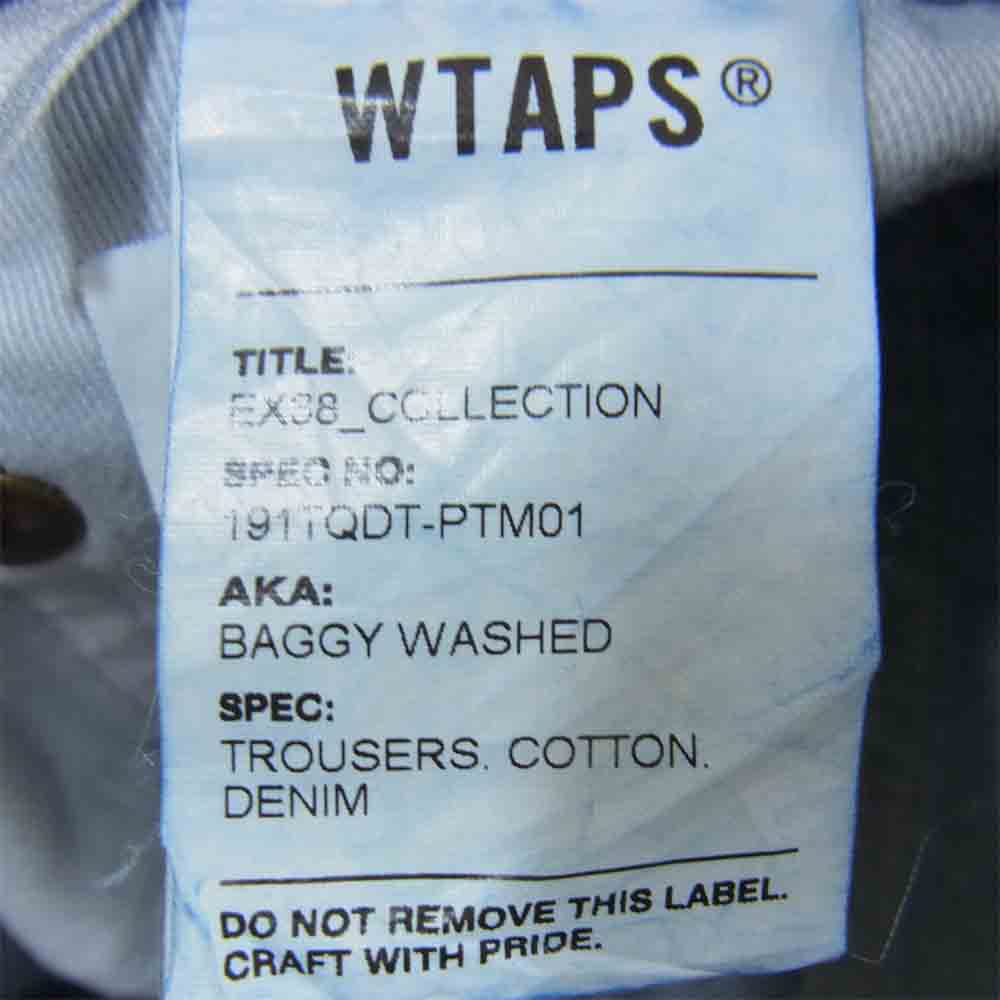 WTAPS®
TITLE:
EX38_COLLECTION
SPEC NO:
191TQDT-PTM01
AKA:
BAGGY WASHED
SPEC:
TROUSERS. COTTON.
DENIM
DO NOT REMOVE THIS LABEL.
CRAFT WITH PRIDE.